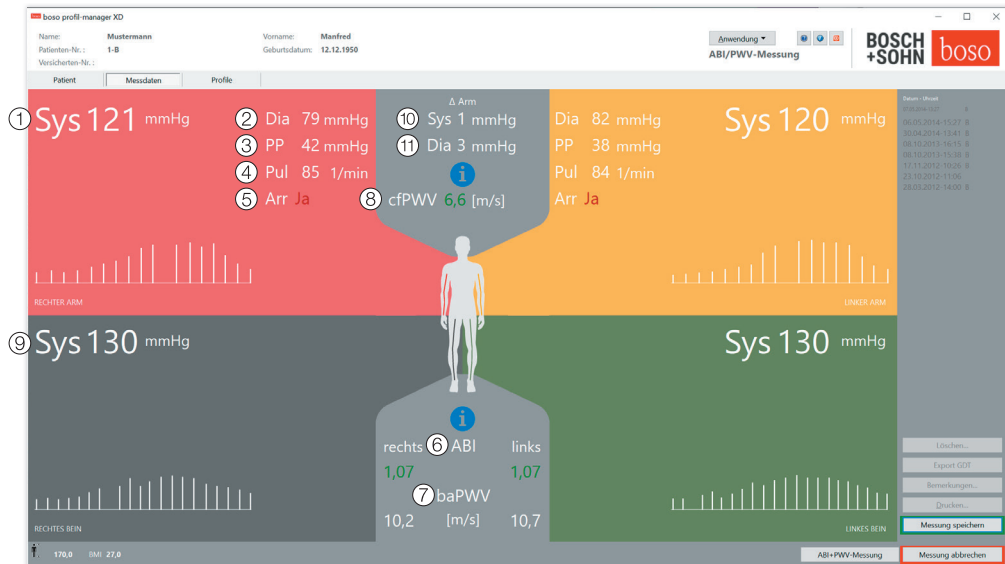 boso profil-manager XD
Name: Mustermann Vorname: Manfred
Patienten-Nr. : 1-B Geburtsdatum: 12.12.1950
Versicherten-Nr. :
Anwendung
ABI/PWV-Messung
BOSCH
+SOHN
boso
Patient Messdaten Profile
① Sys 121 mmHg
② Dia 79 mmHg
③ PP 42 mmHg
④ Pul 85 1/min
⑤ Arr Ja
RECHTER ARM
Δ Arm
⑩ Sys 1 mmHg
⑪ Dia 3 mmHg
i
⑧ cfPWV 6,6 [m/s]
Dia 82 mmHg
PP 38 mmHg
Pul 84 1/min
Arr Ja
Sys 120 mmHg
LINKER ARM
Datum - Uhrzeit
06.05.2014-15:27 B
30.04.2014-13:41 B
08.10.2013-16:15 B
08.10.2013-15:38 B
17.11.2012-10:26 B
23.10.2012-11:06
28.03.2012-14:00 B
⑨ Sys 130 mmHg
RECHTES BEIN
i
rechts ⑥ ABI links
1,07 1,07
⑦ baPWV
10,2 [m/s] 10,7
Sys 130 mmHg
LINKES BEIN
Löschen...
Export GDT
Bemerkungen...
Drucken...
Messung speichern
170,0 BMI 27,0
ABI+PWV-Messung
Messung abbrechen